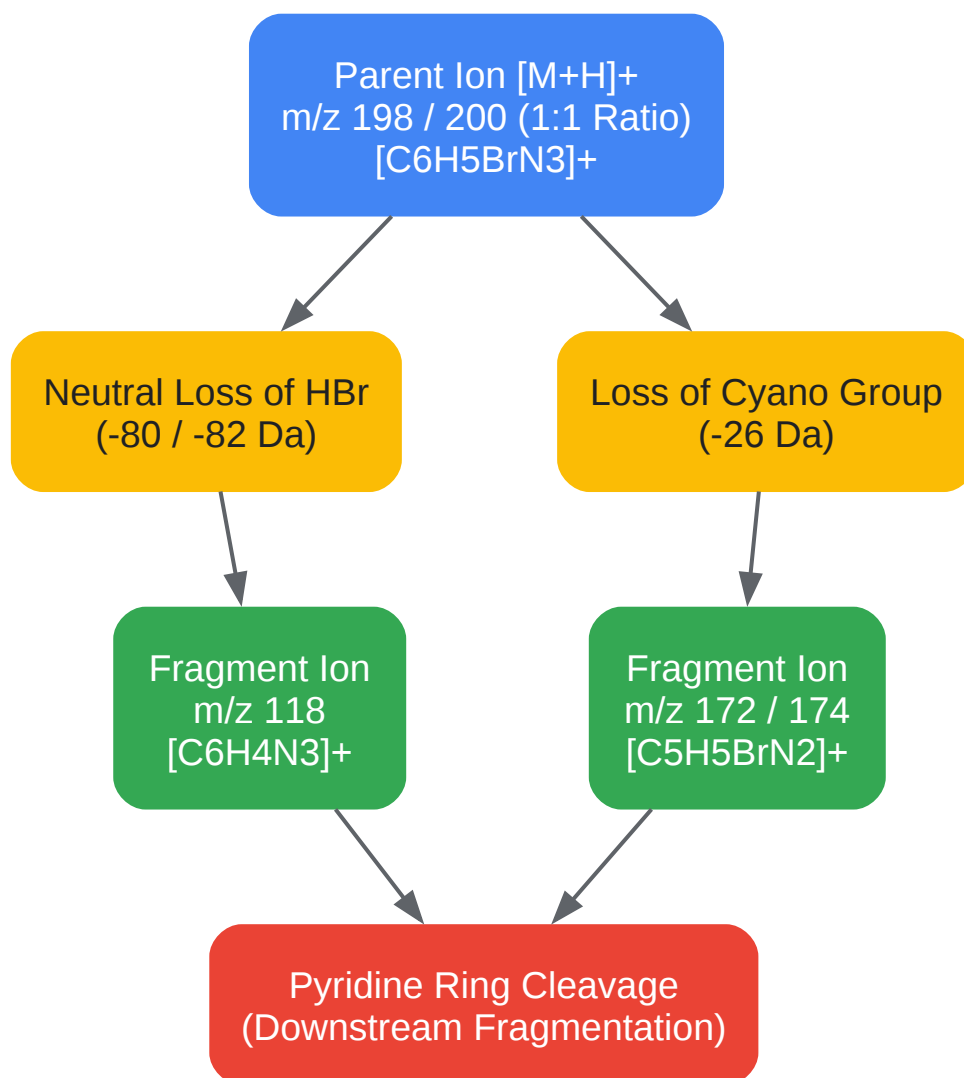 Parent Ion [M+H]+
m/z 198 / 200 (1:1 Ratio)
[C6H5BrN3]+
Neutral Loss of HBr
(-80 / -82 Da)
Loss of Cyano Group
(-26 Da)
Fragment Ion
m/z 118
[C6H4N3]+
Fragment Ion
m/z 172 / 174
[C5H5BrN2]+
Pyridine Ring Cleavage
(Downstream Fragmentation)